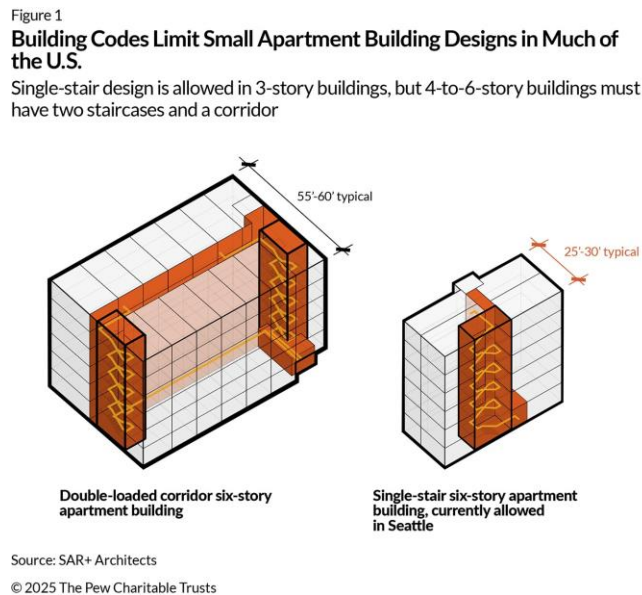 Figure 1
Building Codes Limit Small Apartment Building Designs in Much of
the U.S.
Single-stair design is allowed in 3-story buildings, but 4-to-6-story buildings must
have two staircases and a corridor
55'-60' typical
25'-30' typical
Double-loaded corridor six-story
apartment building
Single-stair six-story apartment
building, currently allowed
in Seattle
Source: SAR+ Architects
© 2025 The Pew Charitable Trusts